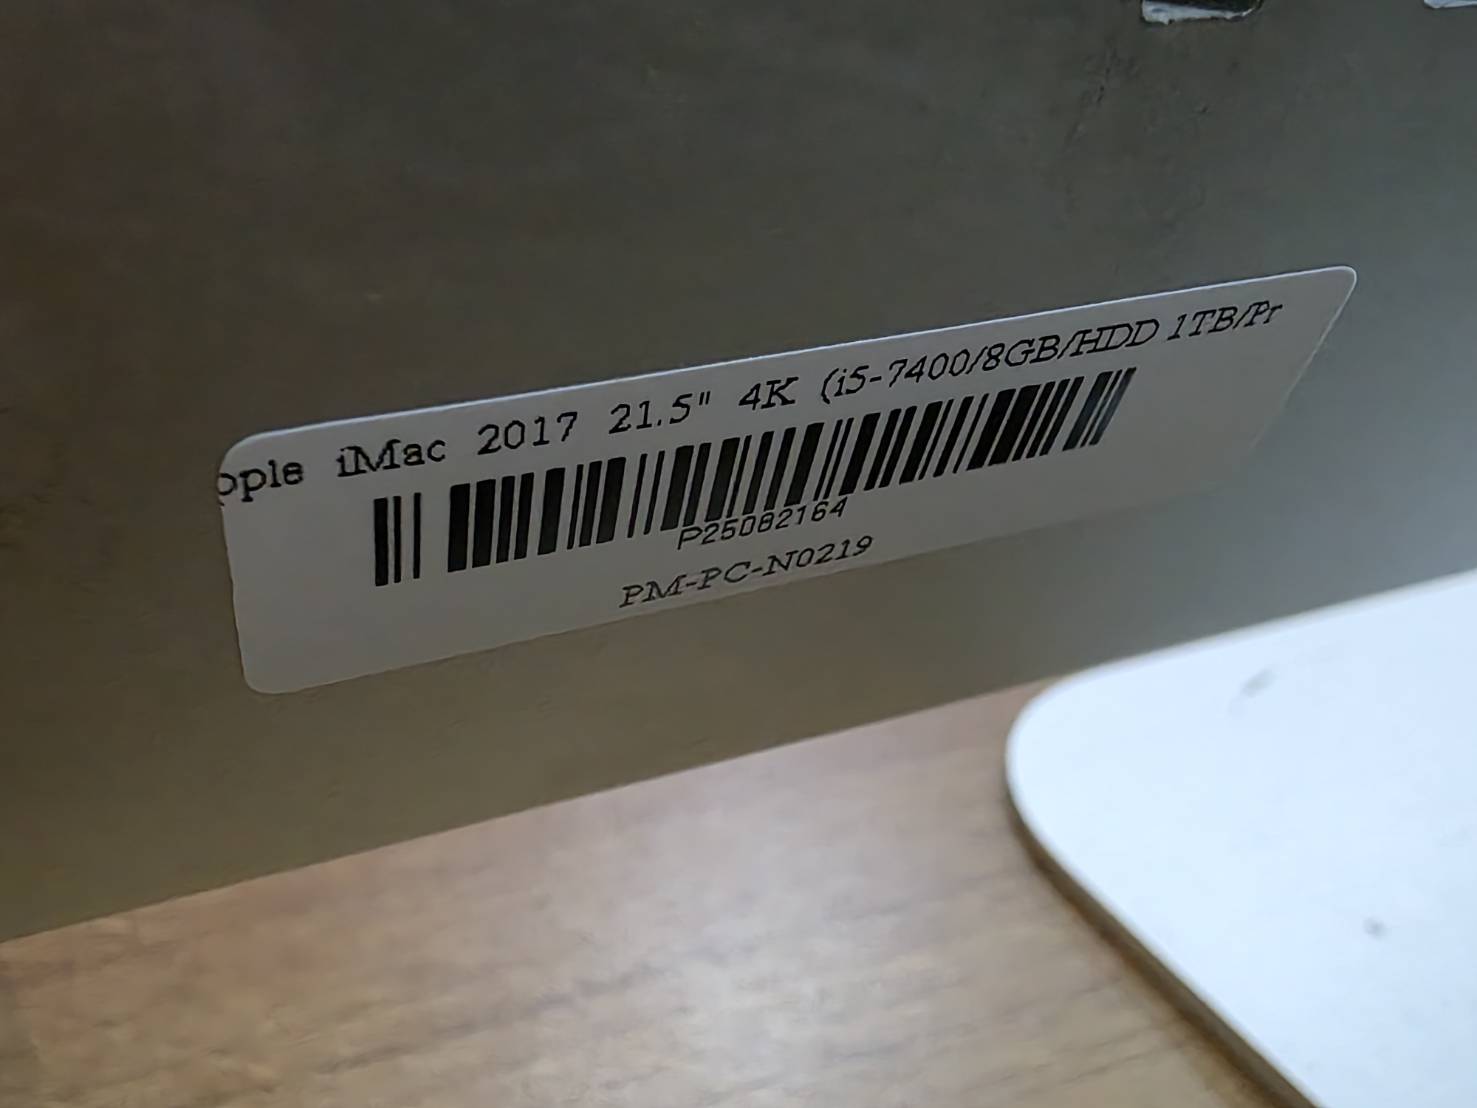 pple iMac 2017 21.5" 4K (i5-7400/8GB/HDD 1TB/Pr
P25082164
PM-PC-N0219